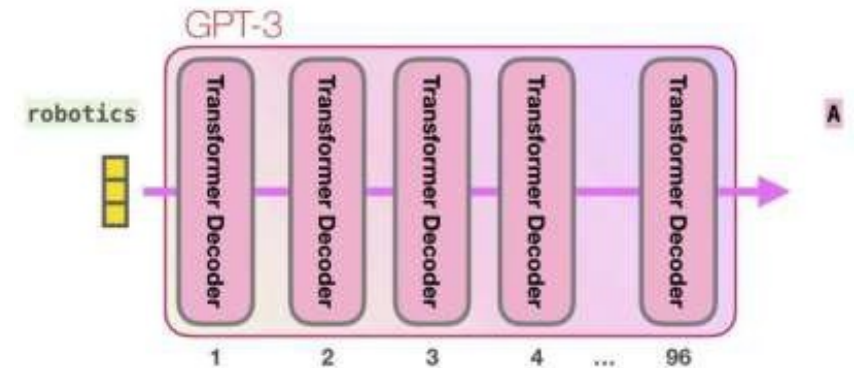 GPT-3
robotics
Transformer Decoder
Transformer Decoder
Transformer Decoder
Transformer Decoder
Transformer Decoder
A
1 2 3 4 ... 96